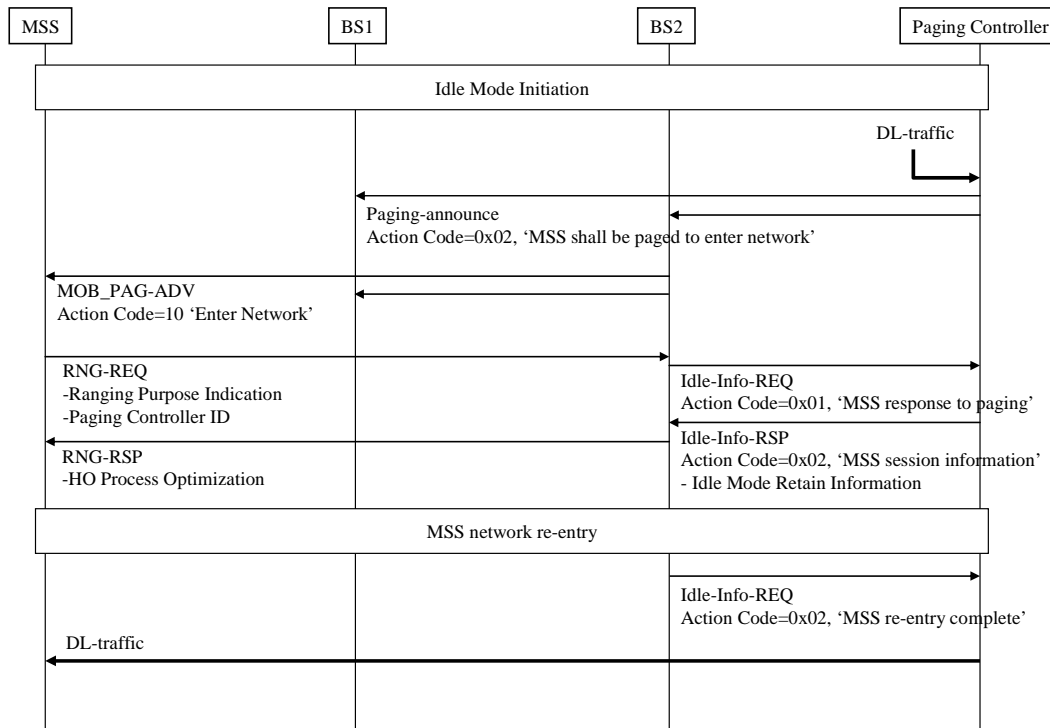 MSS
BS1
BS2
Paging Controller
Idle Mode Initiation
DL-traffic
Paging-announce
Action Code=0x02, ‘MSS shall be paged to enter network’
MOB_PAG-ADV
Action Code=10 ‘Enter Network’
RNG-REQ
-Ranging Purpose Indication
-Paging Controller ID
Idle-Info-REQ
Action Code=0x01, ‘MSS response to paging’
RNG-RSP
-HO Process Optimization
Idle-Info-RSP
Action Code=0x02, ‘MSS session information’
- Idle Mode Retain Information
MSS network re-entry
Idle-Info-REQ
Action Code=0x02, ‘MSS re-entry complete’
DL-traffic